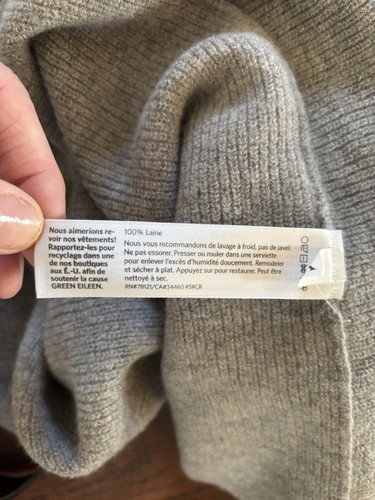 Nous aimerions re-
voir nos vêtements!
Rapportez-les pour
recyclage dans une
de nos boutiques
aux É.-U. afin de
soutenir la cause
GREEN EILEEN.
100% Laine
Nous vous recommandons de lavage à froid, pas de javel.
Ne pas essorer. Presser ou rouler dans une serviette
pour enlever l'excès d'humidité doucement. Remodeler
et sécher à plat. Appuyez sur pour restaurer. Peut être
nettoyé à sec.
RN#78121/CA#34460 RSRCR